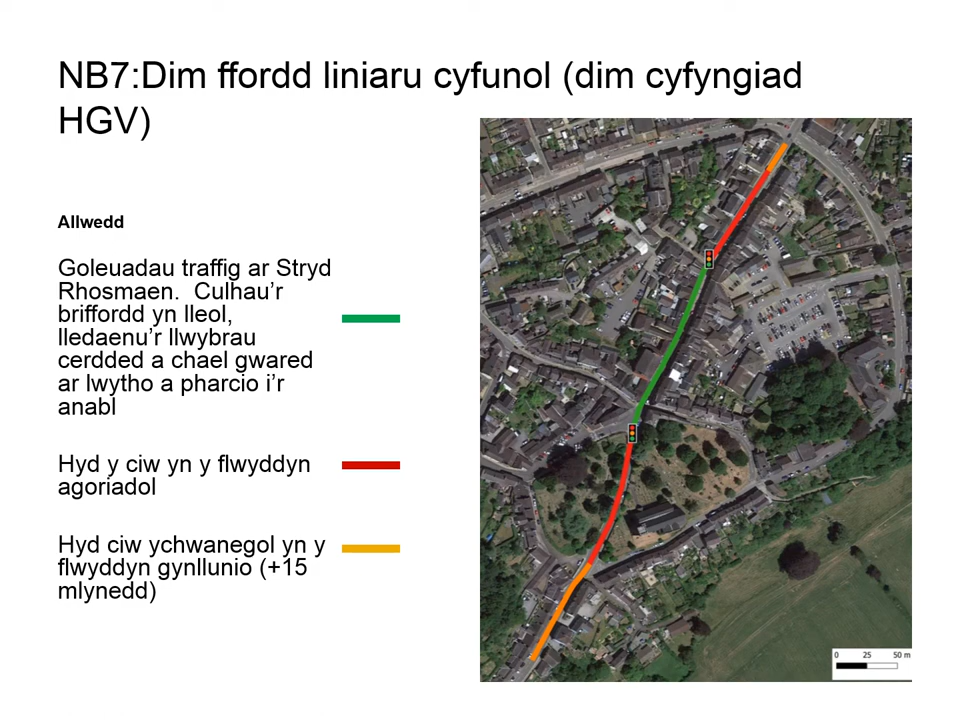 NB7:Dim ffordd liniaru cyfunol (dim cyfyngiad
HGV)
Allwedd
Goleuadau traffig ar Stryd
Rhosmaen.  Culhau’r
briffordd yn lleol,
lledaenu’r llwybrau
cerdded a chael gwared
ar lwytho a pharcio i’r
anabl
Hyd y ciw yn y flwyddyn
agoriadol
Hyd ciw ychwanegol yn y
flwyddyn gynllunio (+15
mlynedd)
0 25 50 m